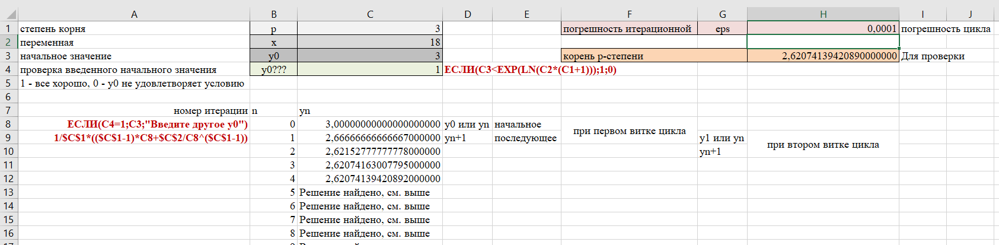 A B C D E F G H I J
1 степень корня p 3 погрешность итерационной eps 0,0001 погрешность цикла
2 переменная x 18
3 начальное значение y0 3 корень p-степени 2,62074139420890000000 Для проверки
4 проверка введенного начального значения y0??? 1 ЕСЛИ(C3<EXP(LN(C2*(C1+1)));1;0)
5 1 - все хорошо, 0 - y0 не удовлетворяет условию
6
7 номер итерации n yn
8 ЕСЛИ(C4=1;C3;"Введите другое y0") 0 3,00000000000000000000 y0 или yn начальное при первом витке цикла
9 1/$C$1*(($C$1-1)*C8+$C$2/C8^($C$1-1)) 1 2,66666666666667000000 yn+1 последующее y1 или yn при втором витке цикла
10 2 2,62152777777778000000 yn+1
11 3 2,62074163007795000000
12 4 2,62074139420892000000
13 5 Решение найдено, см. выше
14 6 Решение найдено, см. выше
15 7 Решение найдено, см. выше
16 8 Решение найдено, см. выше